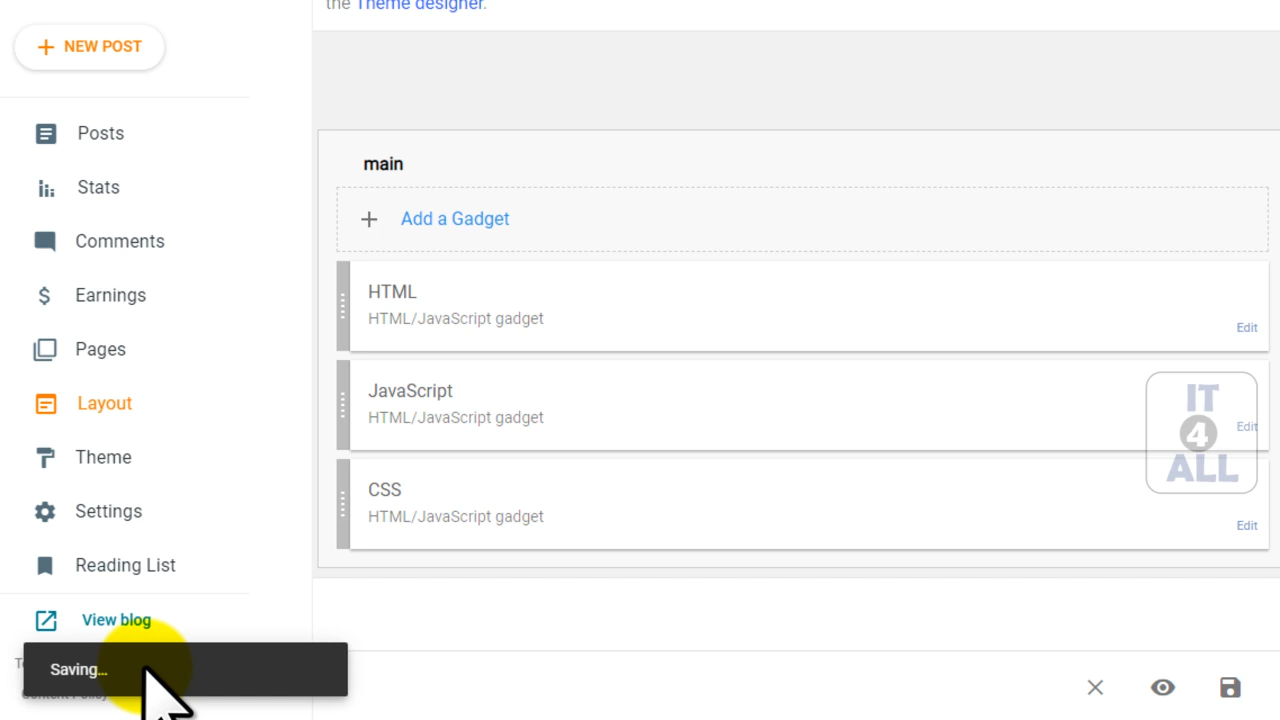 the Theme designer.
NEW POST
Posts
Stats
Comments
Earnings
Pages
Layout
Theme
Settings
Reading List
View blog
Saving...
main
Add a Gadget
HTML
HTML/JavaScript gadget
Edit
JavaScript
HTML/JavaScript gadget
Edit
CSS
HTML/JavaScript gadget
Edit
IT
4
ALL